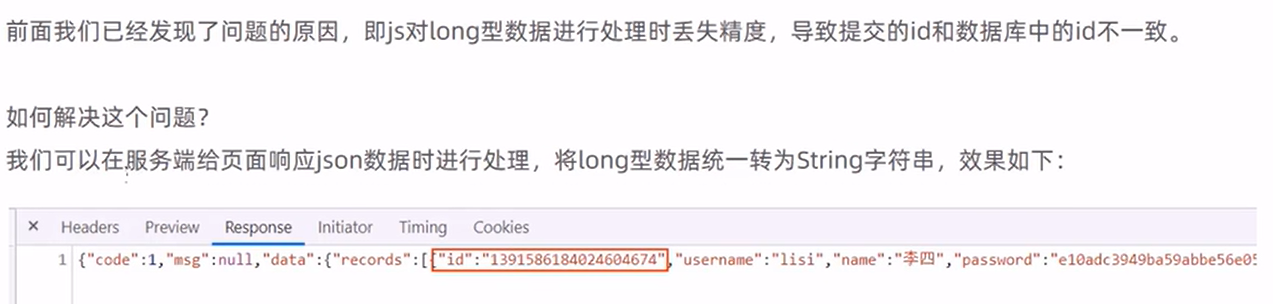 前面我们已经发现了问题的原因，即js对long型数据进行处理时丢失精度，导致提交的id和数据库中的id不一致。
如何解决这个问题？
我们可以在服务端给页面响应json数据时进行处理，将long型数据统一转为String字符串，效果如下：
× Headers Preview Response Initiator Timing Cookies
1 {"code":1,"msg":null,"data":{"records":[{"id":"1391586184024604674","username":"lisi","name":"李四","password":"e10adc3949ba59abbe56e05